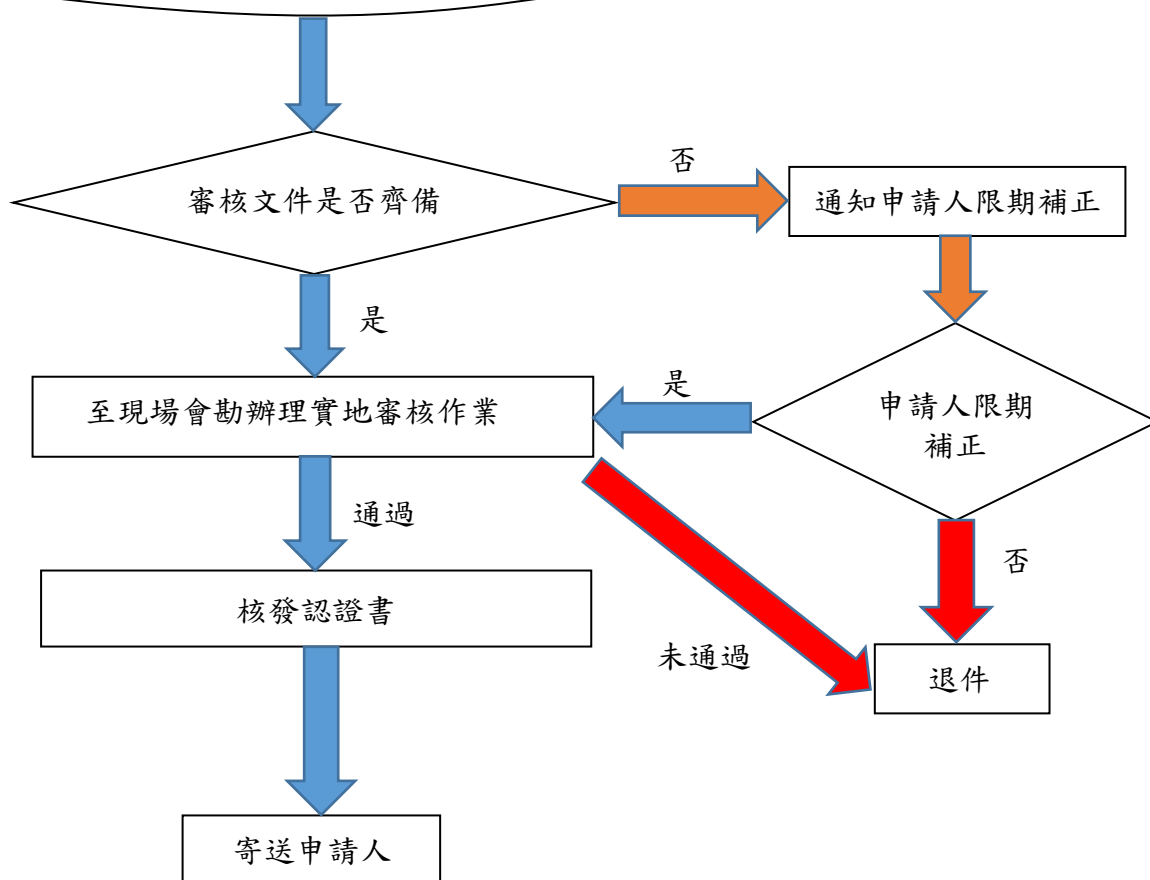 審核文件是否齊備
否
通知申請人限期補正
是
至現場會勘辦理實地審核作業
是
申請人限期
補正
通過
否
核發認證書
未通過
退件
寄送申請人